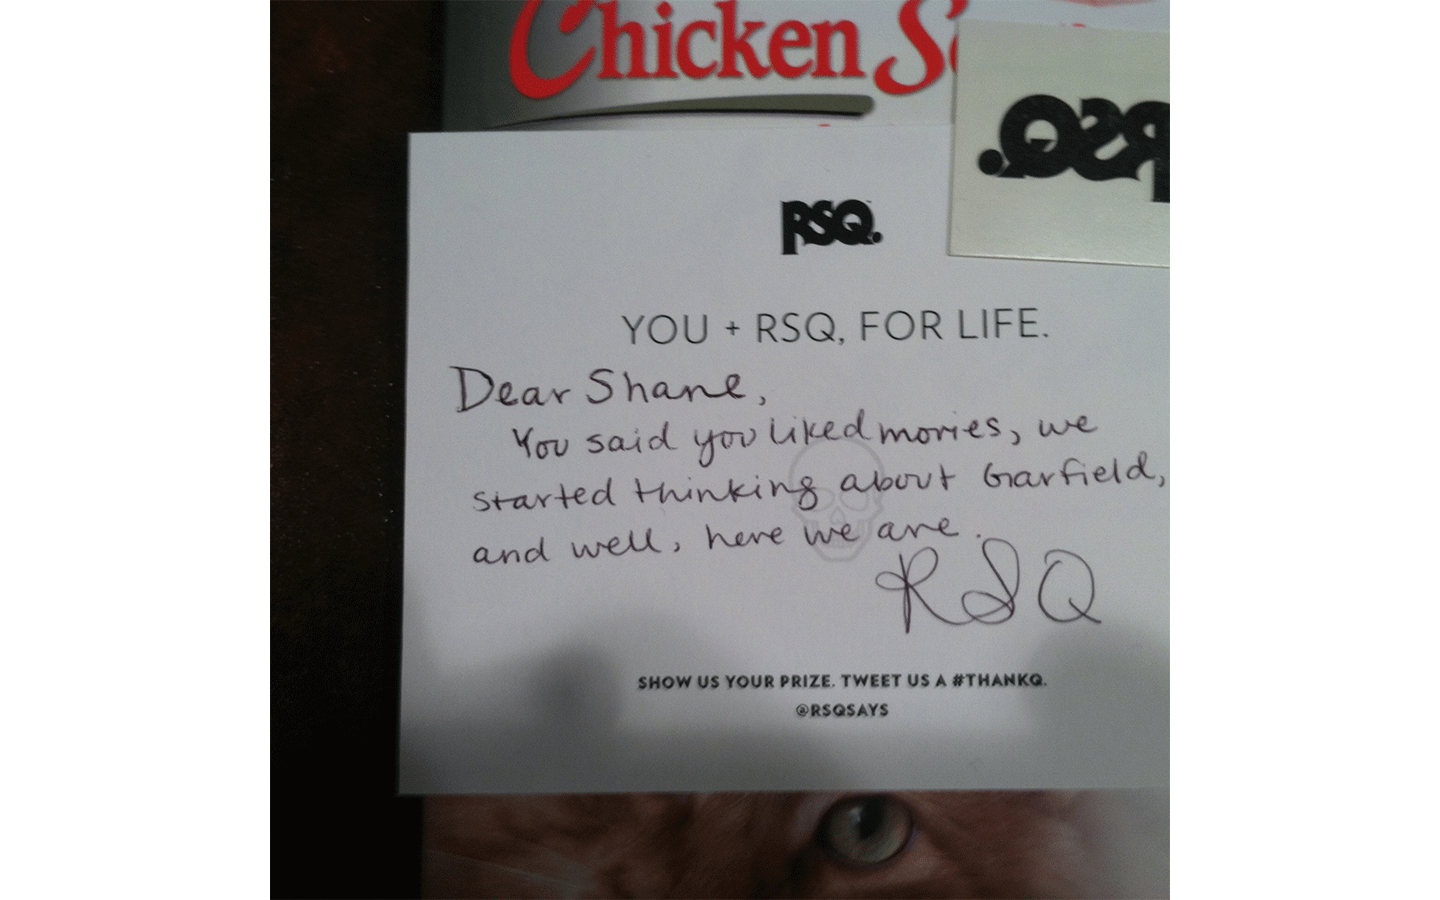 Chicken S
RSQ.
RSQ.
YOU + RSQ, FOR LIFE.
Dear Shane,
You said you liked movies, we
started thinking about Garfield,
and well, here we are.
RSQ
SHOW US YOUR PRIZE. TWEET US A #THANKQ.
@RSQSAYS